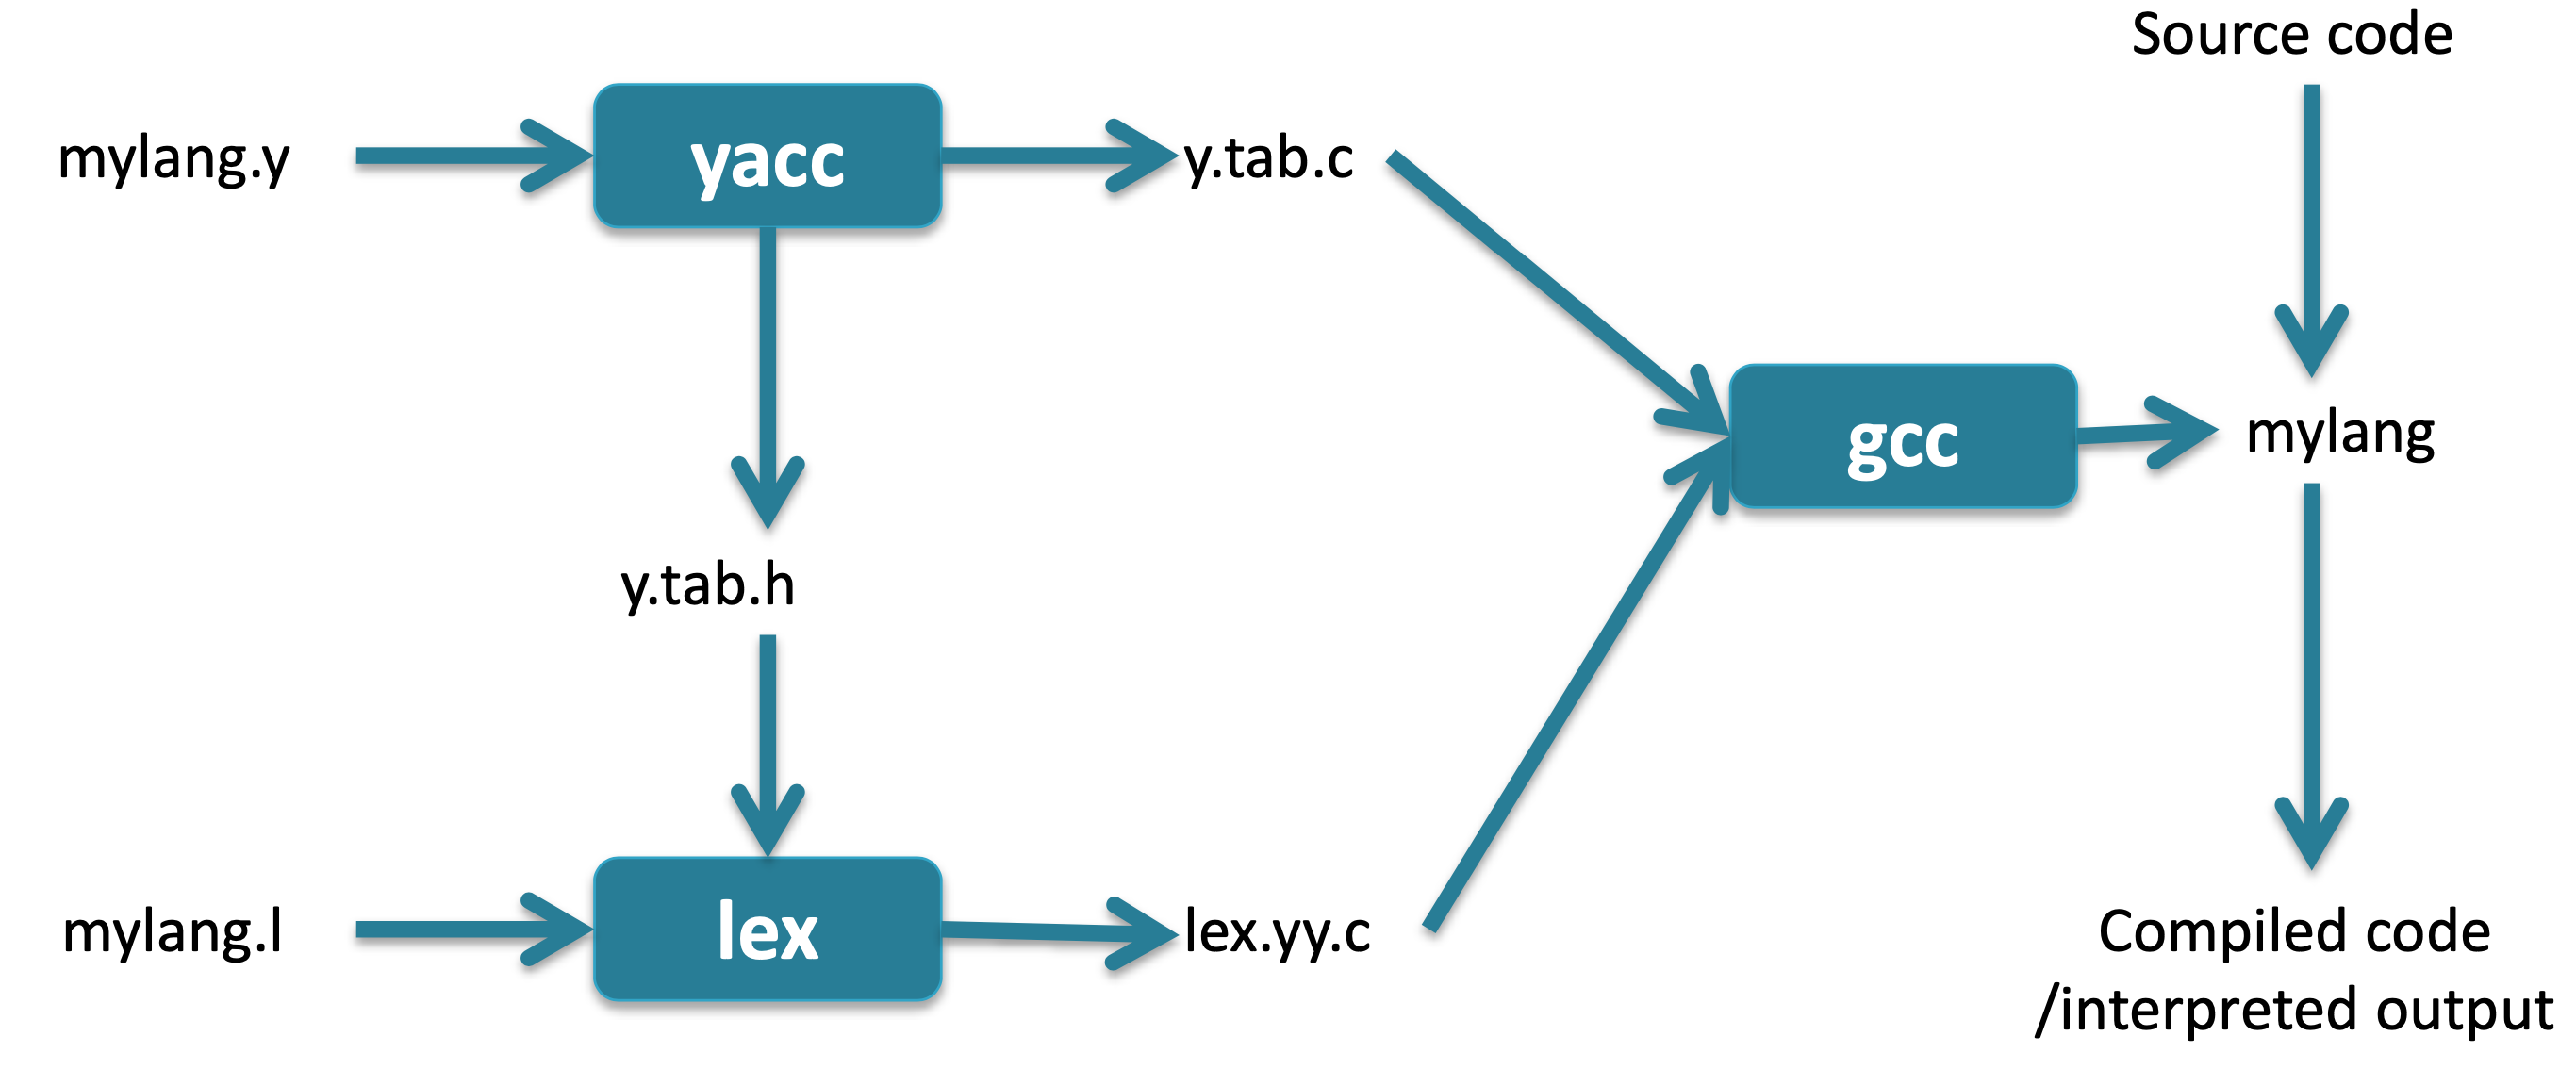 Source code
mylang.y
yacc
y.tab.c
gcc
mylang
y.tab.h
mylang.l
lex
lex.yy.c
Compiled code
/interpreted output